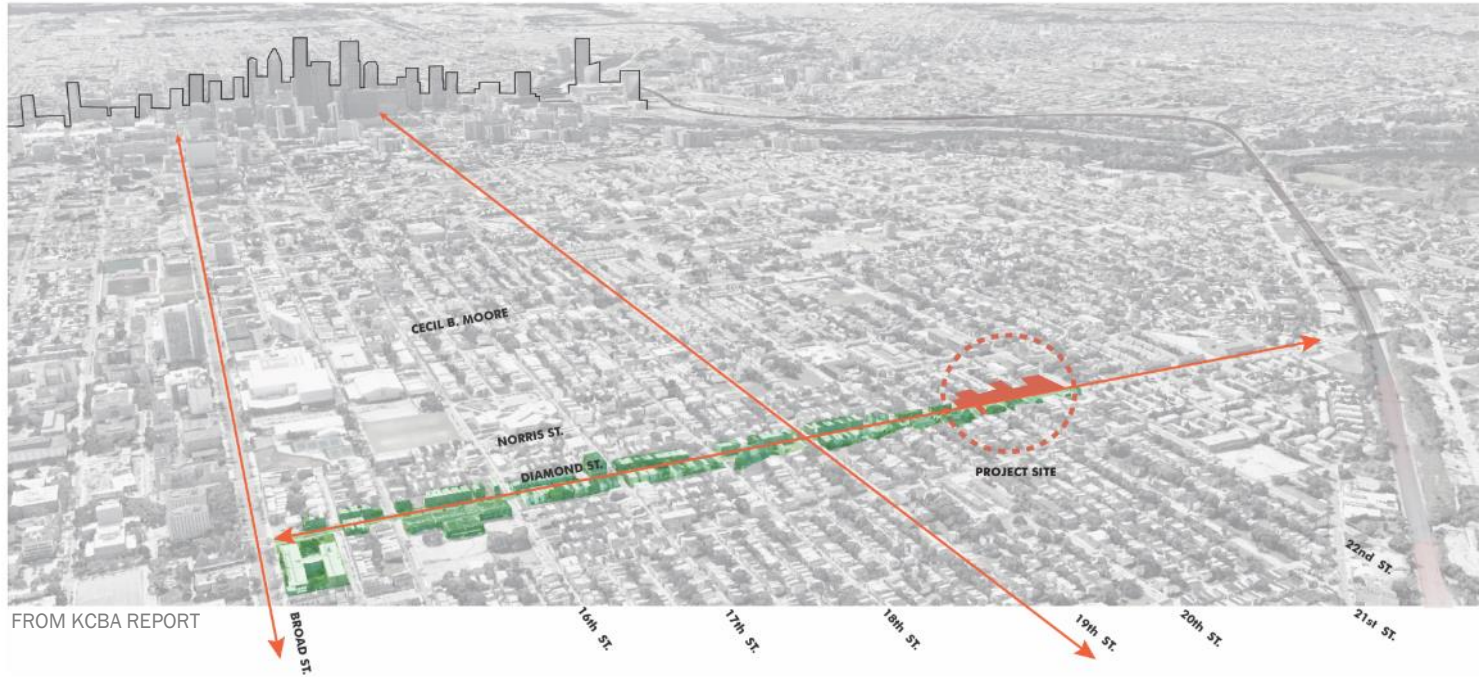 CECIL B. MOORE
NORRIS ST.
DIAMOND ST.
PROJECT SITE
22nd ST.
FROM KCBA REPORT
BROAD ST.
16th ST.
17th ST.
18th ST.
19th ST.
20th ST.
21st ST.